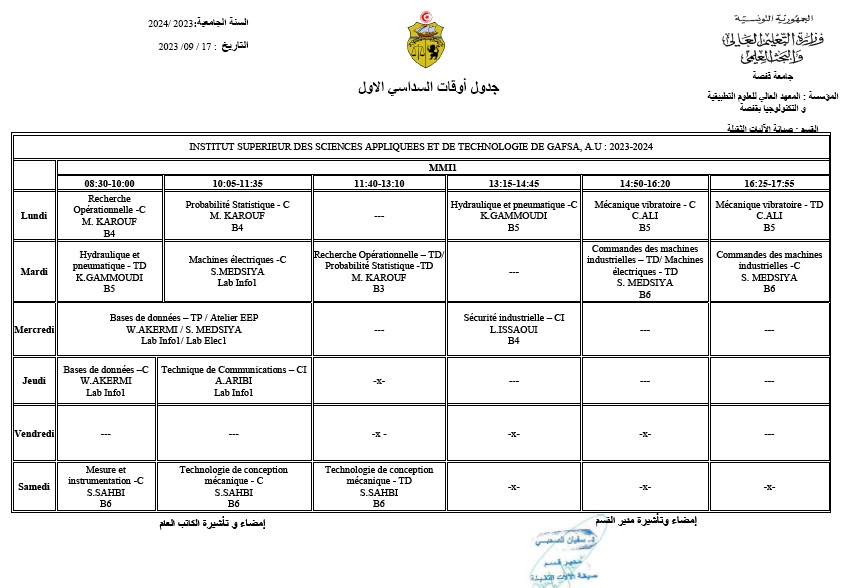 الجمهورية التونسية
وزارة التعليم العالي
والبحث العلمي
جامعة قفصة
المؤسسة : المعهد العالي للعلوم التطبيقية
و التكنولوجيا بقفصة
القسم : صيانة الآليات الثقيلة
السنة الجامعية:2023 /2024
التاريخ : 17 /09 /2023
جدول أوقات السداسي الاول
INSTITUT SUPERIEUR DES SCIENCES APPLIQUEES ET DE TECHNOLOGIE DE GAFSA, A.U : 2023-2024
MMI1
08:30-10:00 10:05-11:35 11:40-13:10 13:15-14:45 14:50-16:20 16:25-17:55
Lundi
Recherche
Opérationnelle -C
M. KAROUF
B4
Probabilité Statistique - C
M. KAROUF
B4
---
Hydraulique et pneumatique -C
K.GAMMOUDI
B5
Mécanique vibratoire - C
C.ALI
B5
Mécanique vibratoire - TD
C.ALI
B5
Mardi
Hydraulique et
pneumatique - TD
K.GAMMOUDI
B5
Machines électriques -C
S.MEDSIYA
Lab Info1
Recherche Opérationnelle – TD/
Probabilité Statistique -TD
M. KAROUF
B3
---
Commandes des machines
industrielles – TD/ Machines
électriques - TD
S. MEDSIYA
B6
Commandes des machines
industrielles -C
S. MEDSIYA
B6
Mercredi
Bases de données – TP / Atelier EEP
W.AKERMI / S. MEDSIYA
Lab Info1/ Lab Elec1
---
Sécurité industrielle – CI
L.ISSAOUI
B4
---
---
Jeudi
Bases de données –C
W.AKERMI
Lab Info1
Technique de Communications – CI
A.ARIBI
Lab Info1
-x-
---
---
---
Vendredi
---
---
-x -
-x-
-x-
---
Samedi
Mesure et
instrumentation -C
S.SAHBI
B6
Technologie de conception
mécanique - C
S.SAHBI
B6
Technologie de conception
mécanique - TD
S.SAHBI
B6
-x-
-x-
-x-
إمضاء وتأشيرة مدير القسم
إمضاء و تأشيرة الكاتب العام
مدير قسم
صيانة الآلات الثقيلة